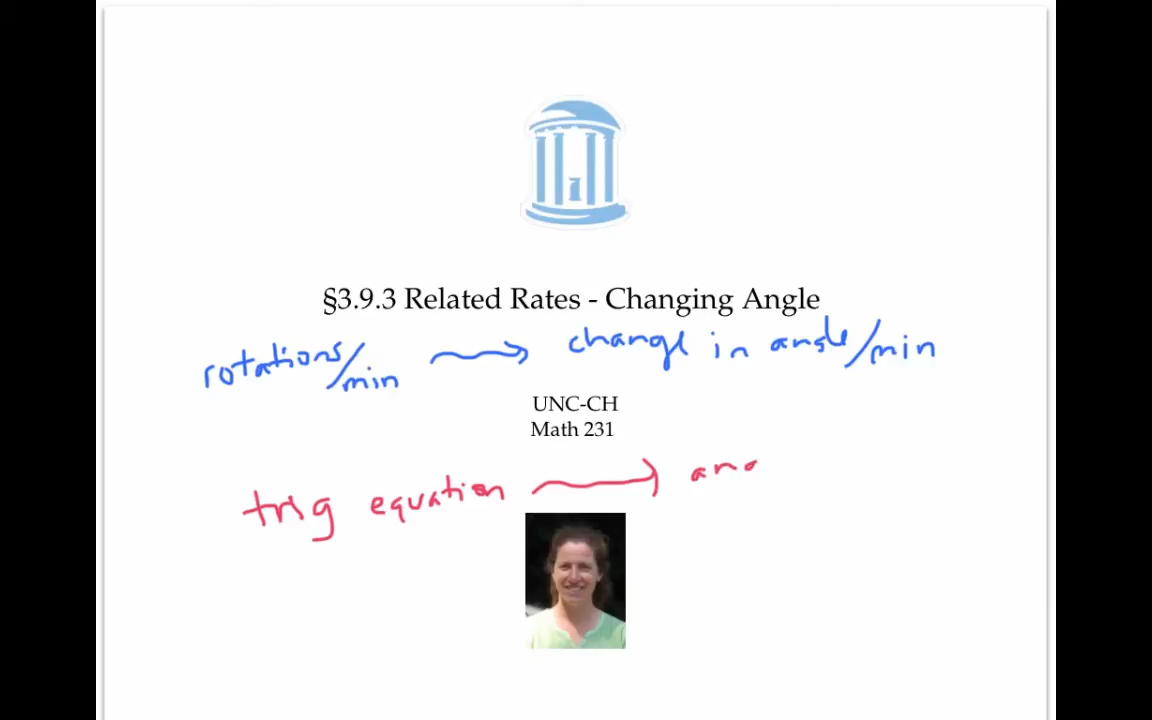 §3.9.3 Related Rates - Changing Angle
rotations/min → change in angle/min
UNC-CH
Math 231
trig equation → ang